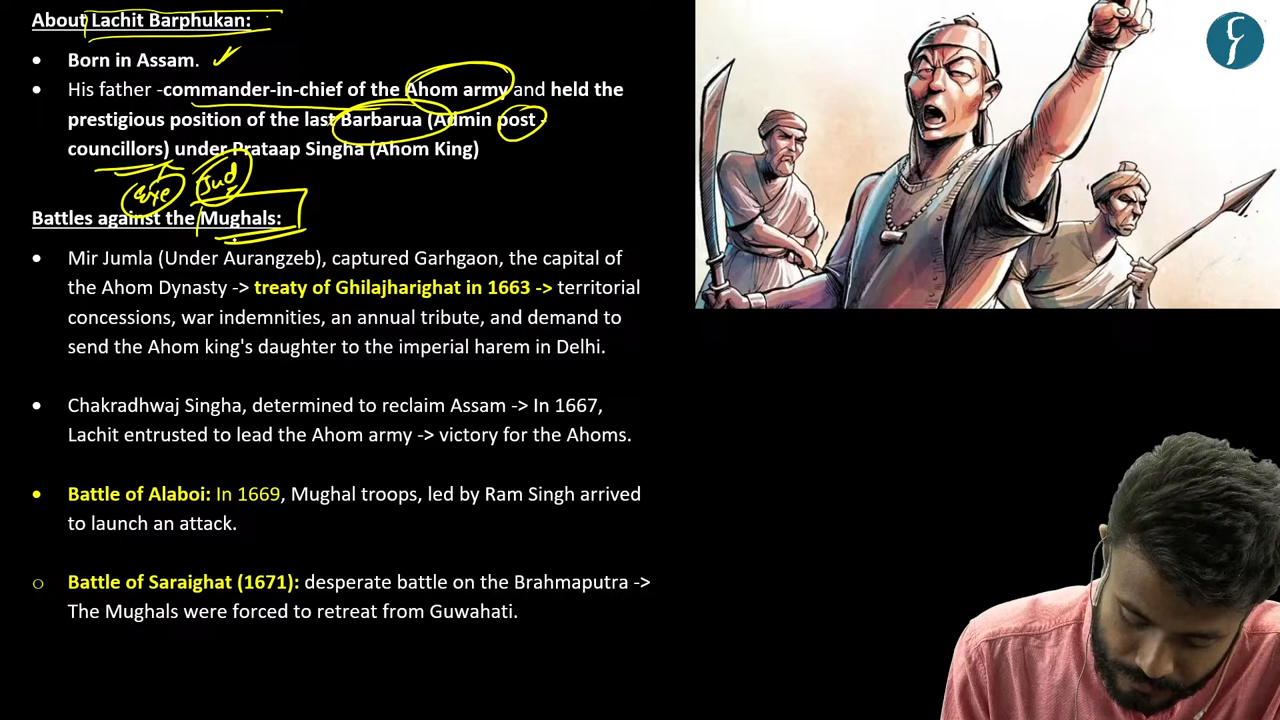 About Lachit Barphukan:
• Born in Assam.
• His father -commander-in-chief of the Ahom army and held the
prestigious position of the last Barbarua (Admin post -
councillors) under Prataap Singha (Ahom King)
Exe Jud
Battles against the Mughals:
• Mir Jumla (Under Aurangzeb), captured Garhgaon, the capital of
the Ahom Dynasty -> treaty of Ghilajharighat in 1663 -> territorial
concessions, war indemnities, an annual tribute, and demand to
send the Ahom king's daughter to the imperial harem in Delhi.
• Chakradhwaj Singha, determined to reclaim Assam -> In 1667,
Lachit entrusted to lead the Ahom army -> victory for the Ahoms.
• Battle of Alaboi: In 1669, Mughal troops, led by Ram Singh arrived
to launch an attack.
o Battle of Saraighat (1671): desperate battle on the Brahmaputra ->
The Mughals were forced to retreat from Guwahati.